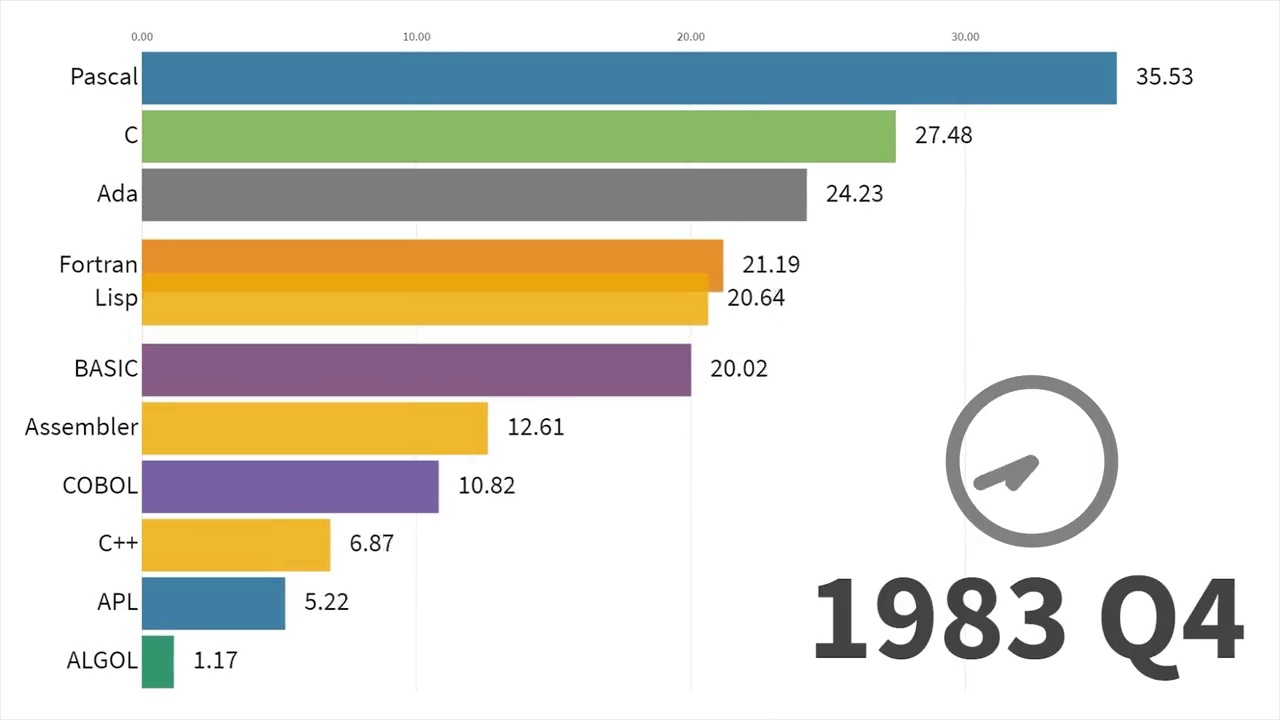 0.00 10.00 20.00 30.00
Pascal 35.53
C 27.48
Ada 24.23
Fortran 21.19
Lisp 20.64
BASIC 20.02
Assembler 12.61
COBOL 10.82
C++ 6.87
APL 5.22
ALGOL 1.17
1983 Q4